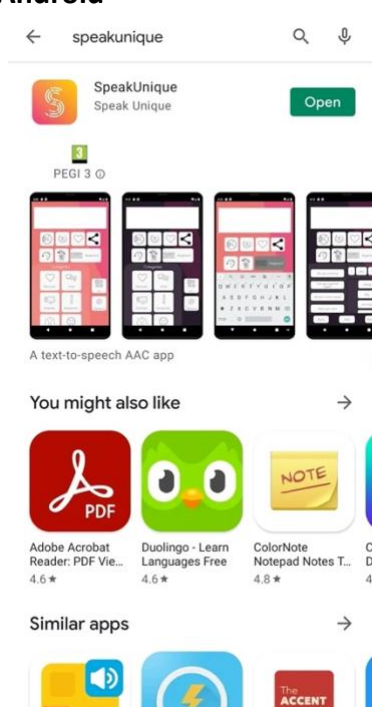 Android
speakunique
SpeakUnique
Speak Unique
Open
3
PEGI 3
A text-to-speech AAC app
You might also like
PDF
NOTE
Adobe Acrobat
Reader: PDF Vie...
4.6★
Duolingo - Learn
Languages Free
4.6★
ColorNote
Notepad Notes T...
4.8★
Similar apps
The
ACCENT